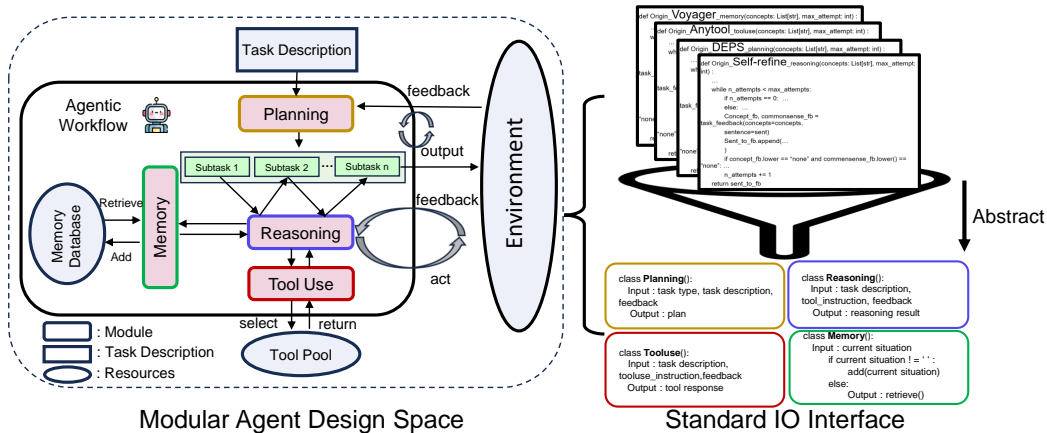 Task Description
Agentic
Workflow
Planning
feedback
output
Subtask 1
Subtask 2
...
Subtask n
feedback
Environment
Memory
Database
Retrieve
Add
Memory
Reasoning
act
Tool Use
select
return
Tool Pool
: Module
: Task Description
: Resources
Modular Agent Design Space
def Origin_Voyager_memory(concepts: List[str], max_attempt: int) :
def Origin_Anytool_tooluse(concepts: List[str], max_attempt: int) :
def Origin_DEPS_planning(concepts: List[str], max_attempt: int) :
def Origin_Self-refine_reasoning(concepts: List[str], max_attempt:
int) :
...
while n_attempts < max_attempts:
if n_attempts == 0: ...
else: ...
Concept_fb, commonsense_fb =
task_feedback(concepts=concepts,
sentence=sent)
Sent_to_fb.append(...
)
if concept_fb.lower == "none" and commensense_fb.lower() ==
"none": ...
n_attempts += 1
return sent_to_fb
Abstract
class Planning():
Input : task type, task description,
feedback
Output : plan
class Reasoning():
Input : task description,
tool_instruction, feedback
Output : reasoning result
class Tooluse():
Input : task description,
tooluse_instruction,feedback
Output : tool response
class Memory():
Input : current situation
if current situation ! = ' ' :
add(current situation)
else:
Output : retrieve()
Standard IO Interface